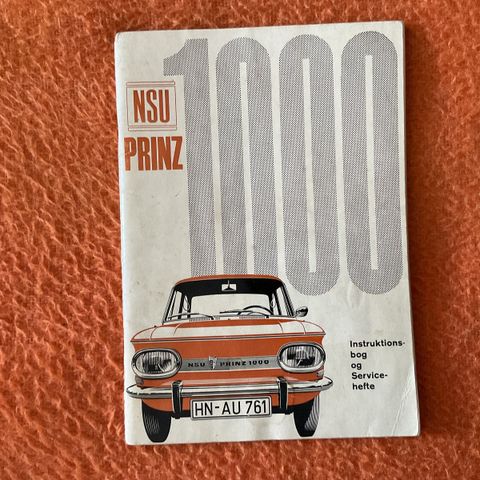 1000
NSU
PRINZ
NSU PRINZ 1000
HN-AU 761
Instruktions-
bog
og
Service-
hefte